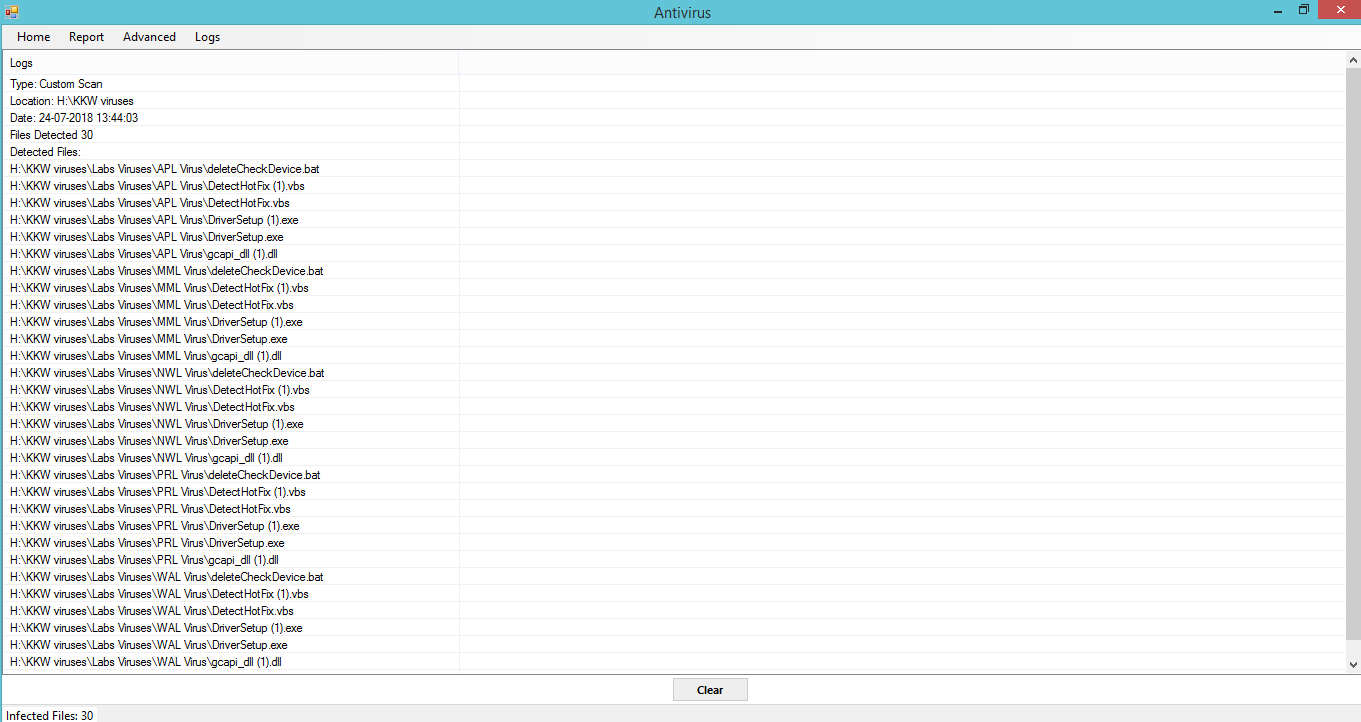 Antivirus
Home Report Advanced Logs
Logs
Type: Custom Scan
Location: H:\KKW viruses
Date: 24-07-2018 13:44:03
Files Detected 30
Detected Files:
H:\KKW viruses\Labs Viruses\APL Virus\deleteCheckDevice.bat
H:\KKW viruses\Labs Viruses\APL Virus\DetectHotFix (1).vbs
H:\KKW viruses\Labs Viruses\APL Virus\DetectHotFix.vbs
H:\KKW viruses\Labs Viruses\APL Virus\DriverSetup (1).exe
H:\KKW viruses\Labs Viruses\APL Virus\DriverSetup.exe
H:\KKW viruses\Labs Viruses\APL Virus\gcapi_dll (1).dll
H:\KKW viruses\Labs Viruses\MML Virus\deleteCheckDevice.bat
H:\KKW viruses\Labs Viruses\MML Virus\DetectHotFix (1).vbs
H:\KKW viruses\Labs Viruses\MML Virus\DetectHotFix.vbs
H:\KKW viruses\Labs Viruses\MML Virus\DriverSetup (1).exe
H:\KKW viruses\Labs Viruses\MML Virus\DriverSetup.exe
H:\KKW viruses\Labs Viruses\MML Virus\gcapi_dll (1).dll
H:\KKW viruses\Labs Viruses\NWL Virus\deleteCheckDevice.bat
H:\KKW viruses\Labs Viruses\NWL Virus\DetectHotFix (1).vbs
H:\KKW viruses\Labs Viruses\NWL Virus\DetectHotFix.vbs
H:\KKW viruses\Labs Viruses\NWL Virus\DriverSetup (1).exe
H:\KKW viruses\Labs Viruses\NWL Virus\DriverSetup.exe
H:\KKW viruses\Labs Viruses\NWL Virus\gcapi_dll (1).dll
H:\KKW viruses\Labs Viruses\PRL Virus\deleteCheckDevice.bat
H:\KKW viruses\Labs Viruses\PRL Virus\DetectHotFix (1).vbs
H:\KKW viruses\Labs Viruses\PRL Virus\DetectHotFix.vbs
H:\KKW viruses\Labs Viruses\PRL Virus\DriverSetup (1).exe
H:\KKW viruses\Labs Viruses\PRL Virus\DriverSetup.exe
H:\KKW viruses\Labs Viruses\PRL Virus\gcapi_dll (1).dll
H:\KKW viruses\Labs Viruses\WAL Virus\deleteCheckDevice.bat
H:\KKW viruses\Labs Viruses\WAL Virus\DetectHotFix (1).vbs
H:\KKW viruses\Labs Viruses\WAL Virus\DetectHotFix.vbs
H:\KKW viruses\Labs Viruses\WAL Virus\DriverSetup (1).exe
H:\KKW viruses\Labs Viruses\WAL Virus\DriverSetup.exe
H:\KKW viruses\Labs Viruses\WAL Virus\gcapi_dll (1).dll
Clear
Infected Files: 30